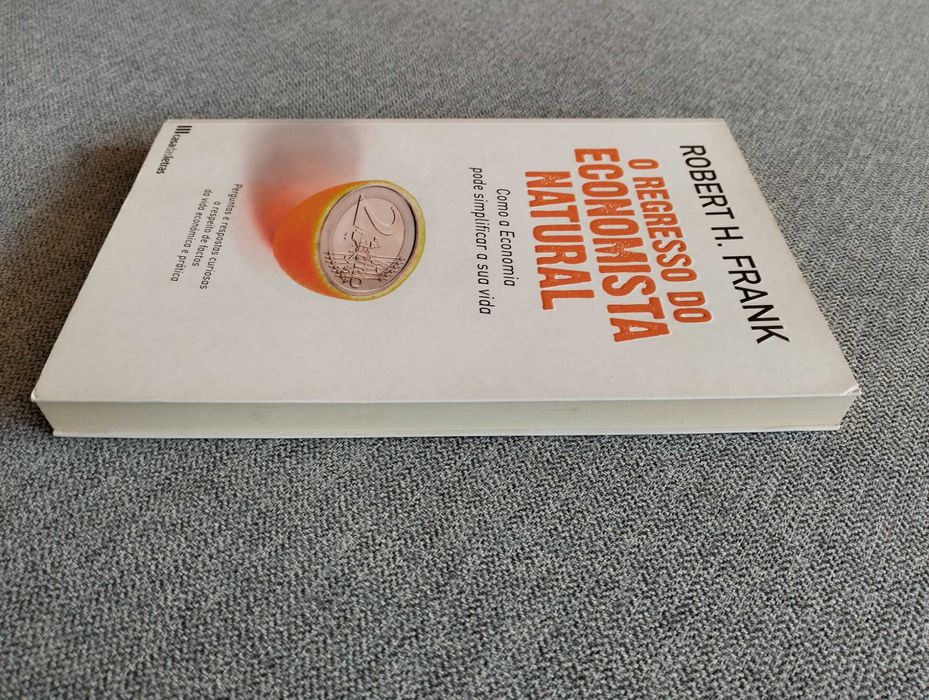 ROBERT H. FRANK
O REGRESSO DO
ECONOMISTA
NATURAL
Como a Economia
pode simplificar a sua vida
2
Perguntas e respostas curiosas
a respeito de factos
da vida económica e prática
casadasletras